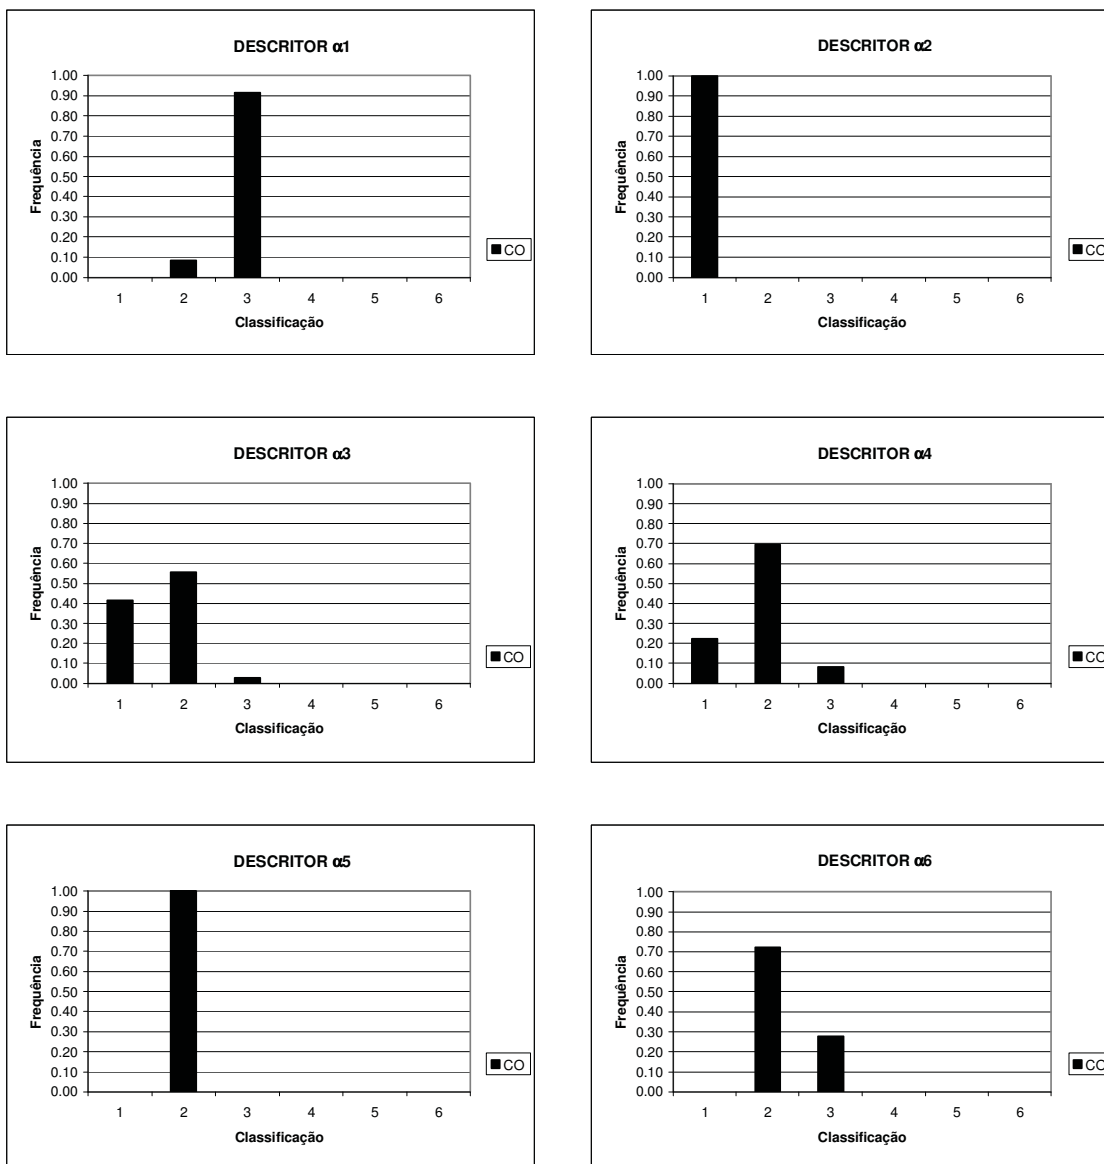 DESCRITOR α1
1.00
0.90
0.80
0.70
0.60
0.50
0.40
0.30
0.20
0.10
0.00
Frequência
1 2 3 4 5 6
Classificação
CO
DESCRITOR α2
1.00
0.90
0.80
0.70
0.60
0.50
0.40
0.30
0.20
0.10
0.00
Frequência
1 2 3 4 5 6
Classificação
CO
DESCRITOR α3
1.00
0.90
0.80
0.70
0.60
0.50
0.40
0.30
0.20
0.10
0.00
Frequência
1 2 3 4 5 6
Classificação
CO
DESCRITOR α4
1.00
0.90
0.80
0.70
0.60
0.50
0.40
0.30
0.20
0.10
0.00
Frequência
1 2 3 4 5 6
Classificação
CO
DESCRITOR α5
1.00
0.90
0.80
0.70
0.60
0.50
0.40
0.30
0.20
0.10
0.00
Frequência
1 2 3 4 5 6
Classificação
CO
DESCRITOR α6
1.00
0.90
0.80
0.70
0.60
0.50
0.40
0.30
0.20
0.10
0.00
Frequência
1 2 3 4 5 6
Classificação
CO